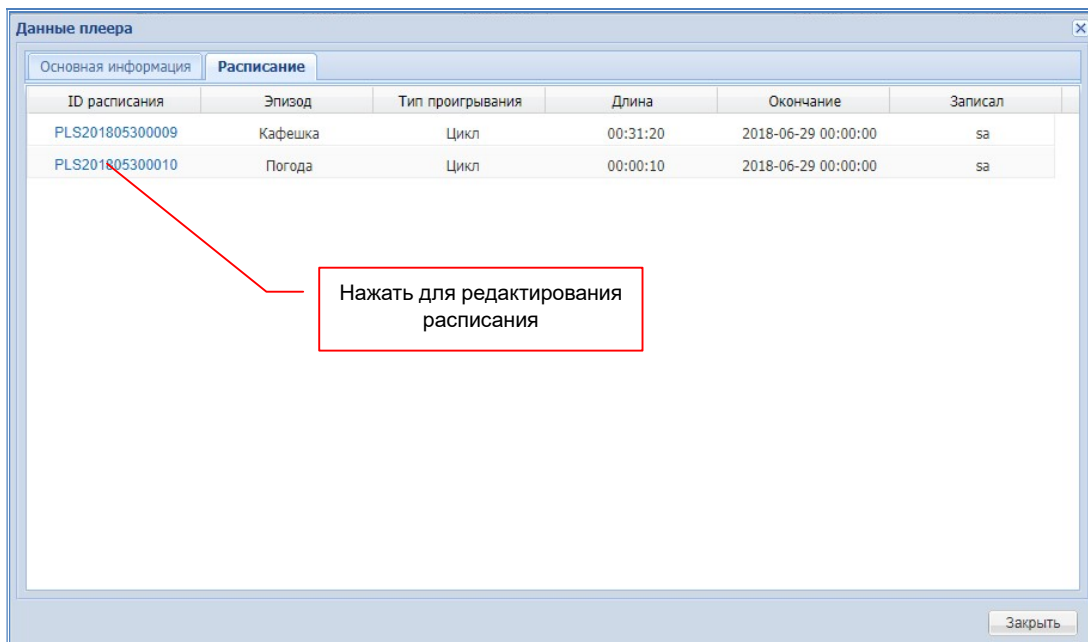 Данные плеера
Основная информация Расписание
ID расписания Эпизод Тип проигрывания Длина Окончание Записал
PLS201805300009 Кафешка Цикл 00:31:20 2018-06-29 00:00:00 sa
PLS201805300010 Погода Цикл 00:00:10 2018-06-29 00:00:00 sa
Нажать для редактирования
расписания
Закрыть